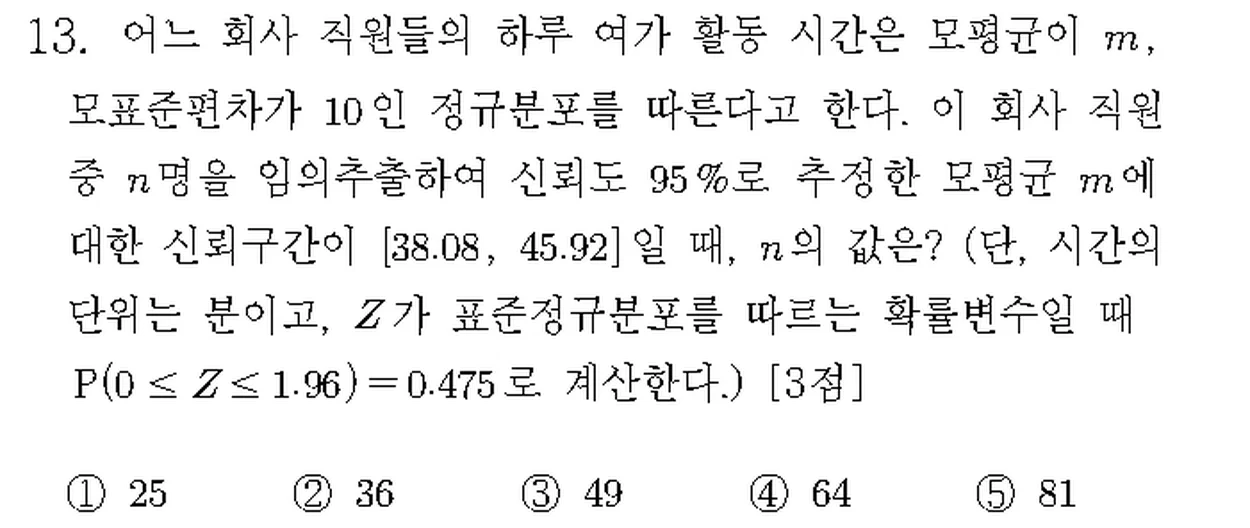 13. 어느 회사 직원들의 하루 여가 활동 시간은 모평균이 m,
모표준편차가 10인 정규분포를 따른다고 한다. 이 회사 직원
중 n명을 임의추출하여 신뢰도 95%로 추정한 모평균 m에
대한 신뢰구간이 [38.08, 45.92]일 때, n의 값은? (단, 시간의
단위는 분이고, Z가 표준정규분포를 따르는 확률변수일 때
P(0 ≤ Z ≤ 1.96) = 0.475로 계산한다.) [3점]
① 25 ② 36 ③ 49 ④ 64 ⑤ 81